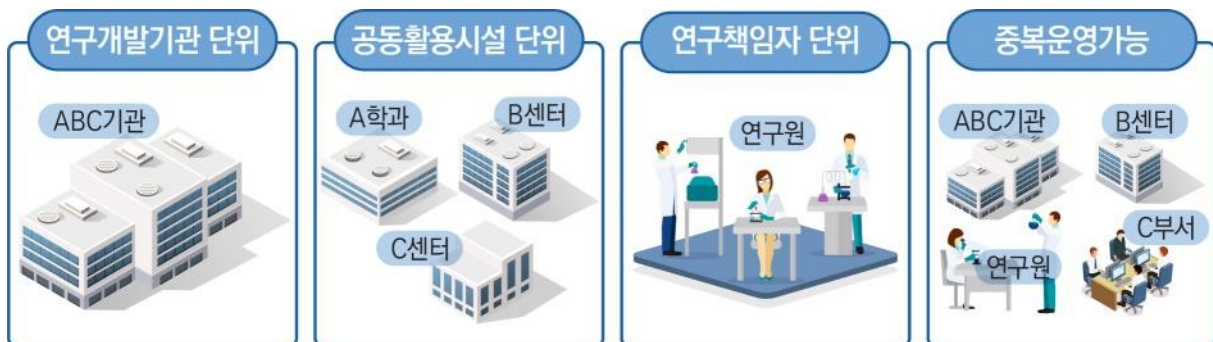 연구개발기관 단위
ABC기관
공동활용시설 단위
A학과
B센터
C센터
연구책임자 단위
연구원
중복운영가능
ABC기관
B센터
연구원
C부서